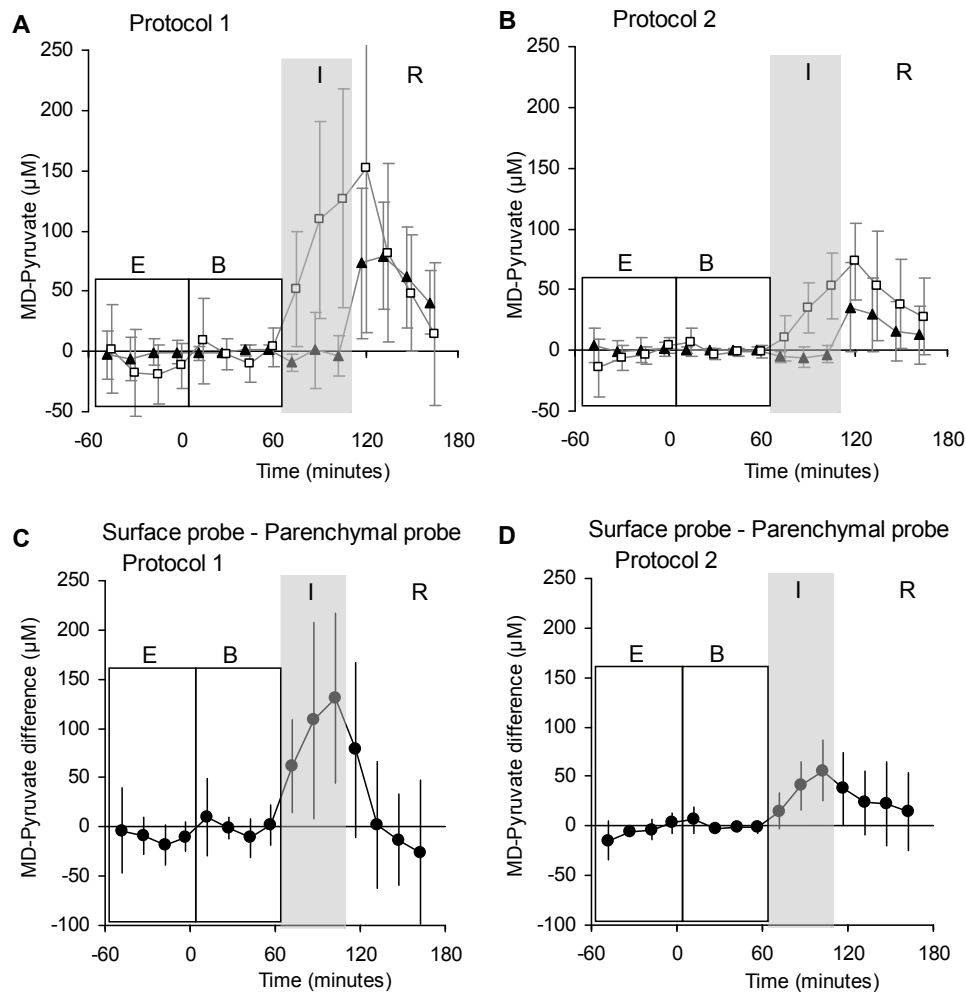 A Protocol 1
MD-Pyruvate (µM)
250
200
150
100
50
0
-50
E
B
I
R
-60 0 60 120 180
Time (minutes)
B Protocol 2
MD-Pyruvate (µM)
250
200
150
100
50
0
-50
E
B
I
R
-60 0 60 120 180
Time (minutes)
C Surface probe - Parenchymal probe
Protocol 1
MD-Pyruvate difference (µM)
250
200
150
100
50
0
-50
-100
E
B
I
R
-60 0 60 120 180
Time (minutes)
D Surface probe - Parenchymal probe
Protocol 2
MD-Pyruvate difference (µM)
250
200
150
100
50
0
-50
-100
E
B
I
R
-60 0 60 120 180
Time (minutes)